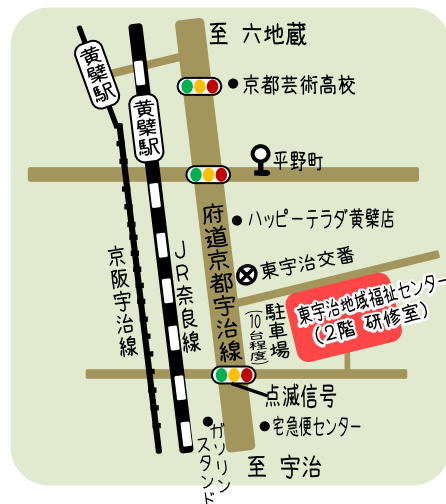 至 六地蔵
黄檗駅
黄檗駅
京都芸術高校
平野町
ハッピーテラダ黄檗店
東宇治交番
府道京都宇治線
JR奈良線
京阪宇治線
東宇治地域福祉センター
(2階 研修室)
駐車場
(10台程度)
点滅信号
宅急便センター
ガソリン
スタンド
至 宇治